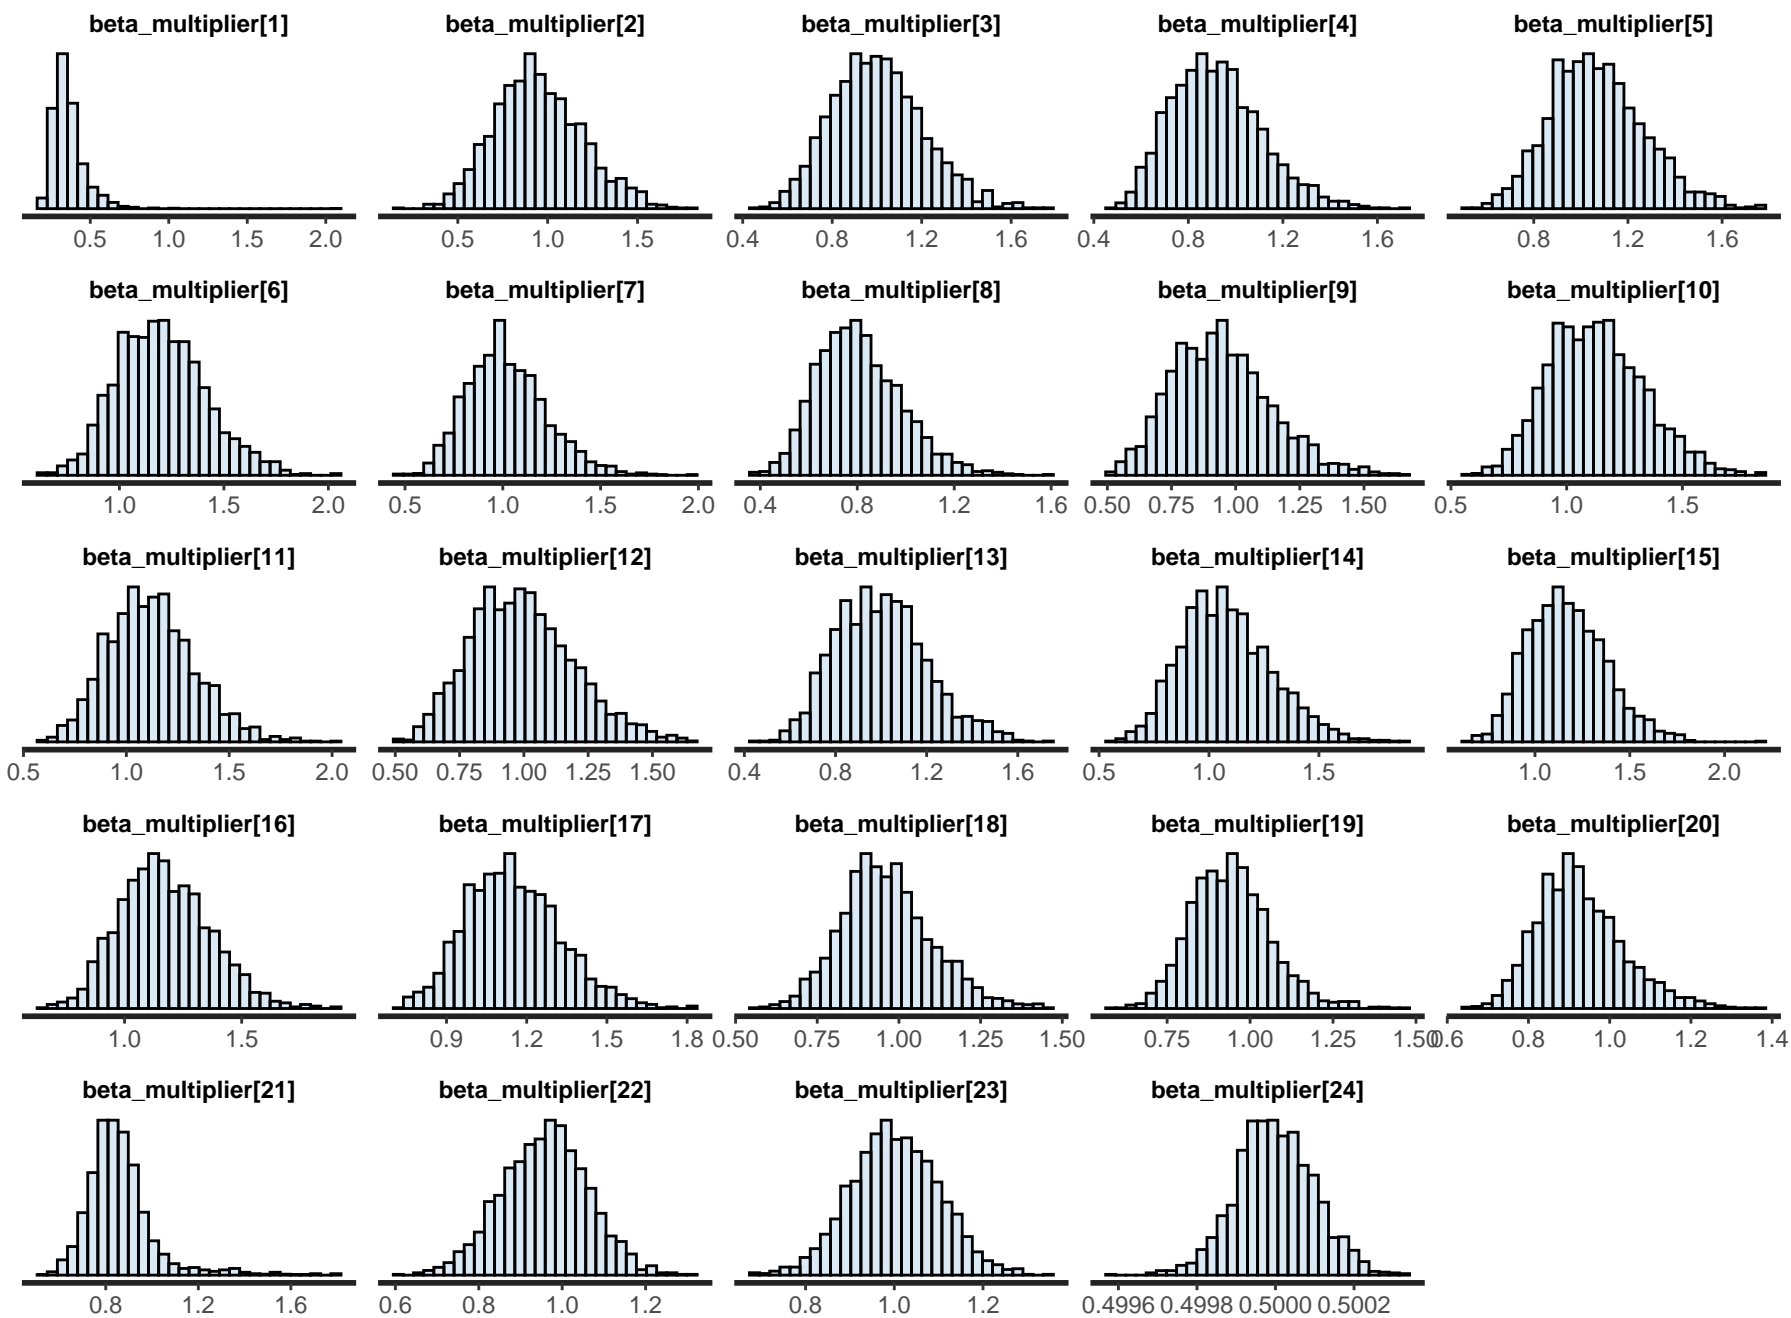 beta_multiplier[1] beta_multiplier[2] beta_multiplier[3] beta_multiplier[4] beta_multiplier[5]
0.5 1.0 1.5 2.0 0.5 1.0 1.5 0.4 0.8 1.2 1.6 0.4 0.8 1.2 1.6 0.8 1.2 1.6
beta_multiplier[6] beta_multiplier[7] beta_multiplier[8] beta_multiplier[9] beta_multiplier[10]
1.0 1.5 2.0 0.5 1.0 1.5 2.0 0.4 0.8 1.2 1.6 0.50 0.75 1.00 1.25 1.50 0.5 1.0 1.5
beta_multiplier[11] beta_multiplier[12] beta_multiplier[13] beta_multiplier[14] beta_multiplier[15]
0.5 1.0 1.5 2.0 0.50 0.75 1.00 1.25 1.50 0.4 0.8 1.2 1.6 0.5 1.0 1.5 1.0 1.5 2.0
beta_multiplier[16] beta_multiplier[17] beta_multiplier[18] beta_multiplier[19] beta_multiplier[20]
1.0 1.5 0.9 1.2 1.5 1.8 0.50 0.75 1.00 1.25 1.50 0.75 1.00 1.25 1.50 0.6 0.8 1.0 1.2 1.4
beta_multiplier[21] beta_multiplier[22] beta_multiplier[23] beta_multiplier[24]
0.8 1.2 1.6 0.6 0.8 1.0 1.2 0.8 1.0 1.2 0.4996 0.4998 0.5000 0.5002